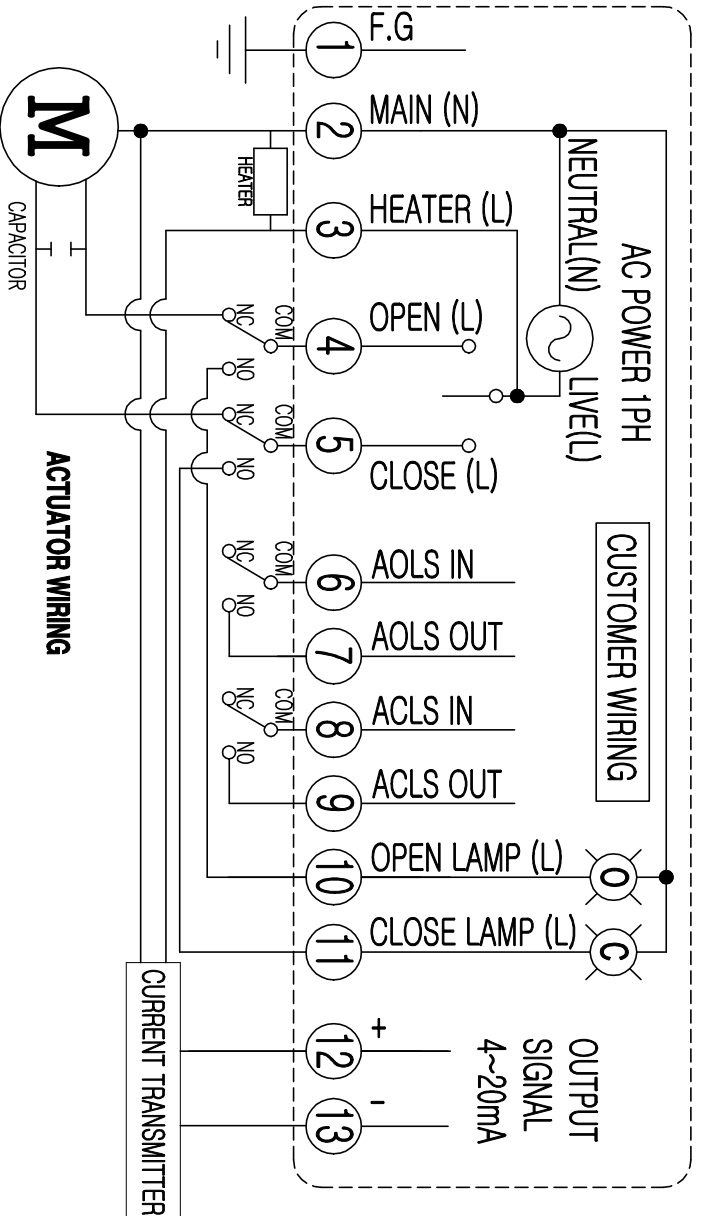 F.G
1
MAIN (N)
2
HEATER (L)
3
OPEN (L)
4
CLOSE (L)
5
AOLS IN
6
AOLS OUT
7
ACLS IN
8
ACLS OUT
9
OPEN LAMP (L)
10
CLOSE LAMP (L)
11
+
12
-
13
NEUTRAL(N)
LIVE(L)
AC POWER 1PH
CUSTOMER WIRING
O
C
OUTPUT
SIGNAL
4~20mA
M
HEATER
CAPACITOR
COM
NC
NO
COM
NC
NO
COM
NC
NO
COM
NC
NO
ACTUATOR WIRING
CURRENT TRANSMITTER